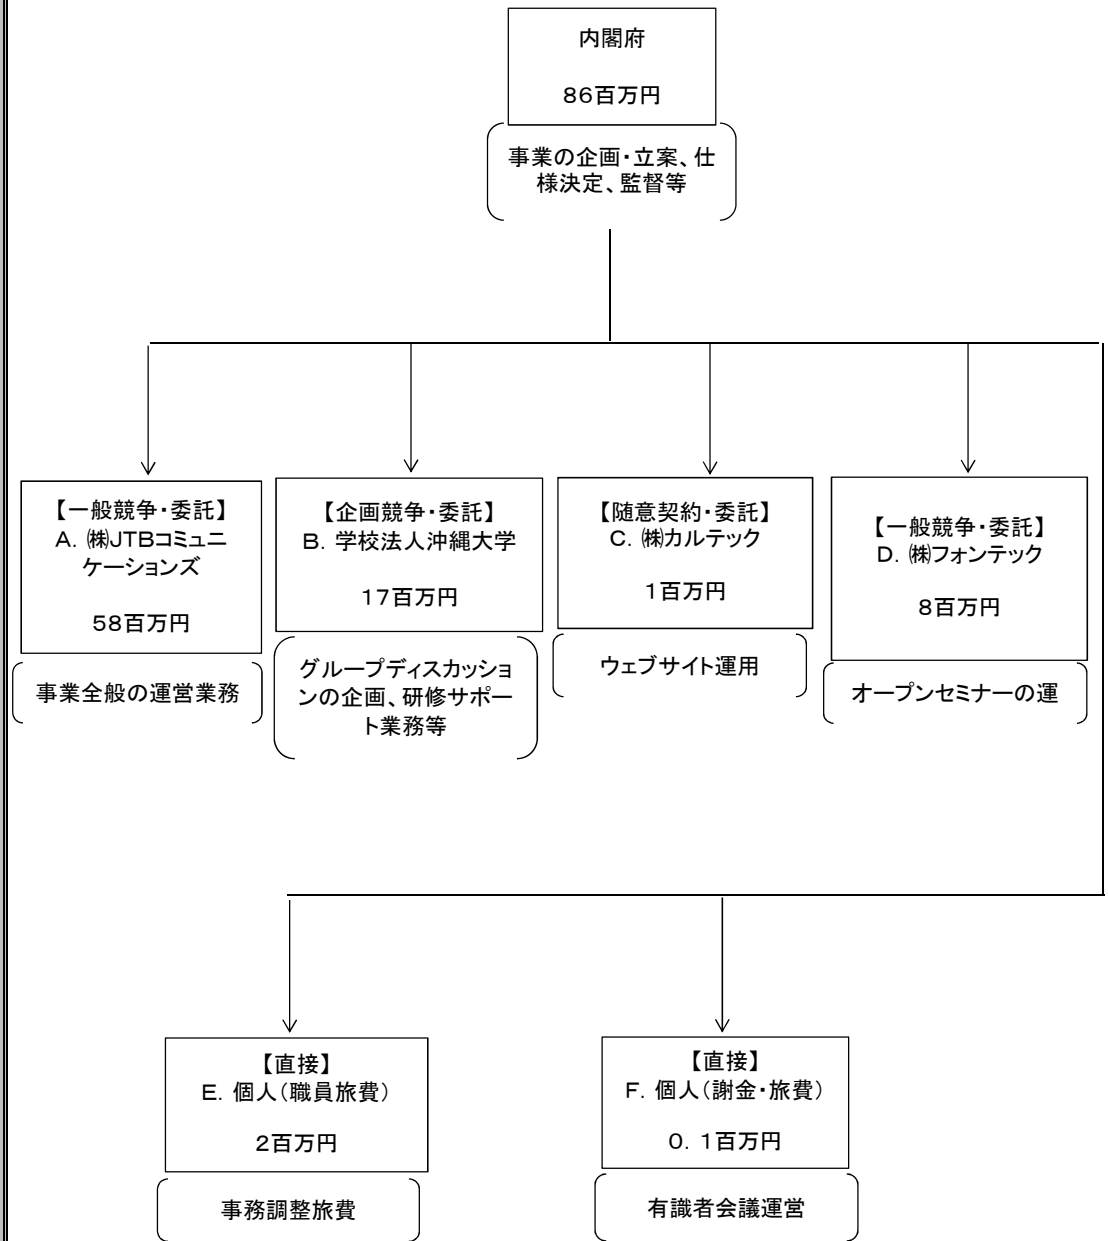 内閣府
86百万円
事業の企画・立案、仕
様決定、監督等
【一般競争・委託】
A. ㈱JTBコミュニ
ケーションズ
58百万円
事業全般の運営業務
【企画競争・委託】
B. 学校法人沖縄大学
17百万円
グループディスカッショ
ンの企画、研修サポー
ト業務等
【随意契約・委託】
C. ㈱カルテック
1百万円
ウェブサイト運用
【一般競争・委託】
D. ㈱フォンテック
8百万円
オープンセミナーの運
【直接】
E. 個人（職員旅費）
2百万円
事務調整旅費
【直接】
F. 個人（謝金・旅費）
0. 1百万円
有識者会議運営